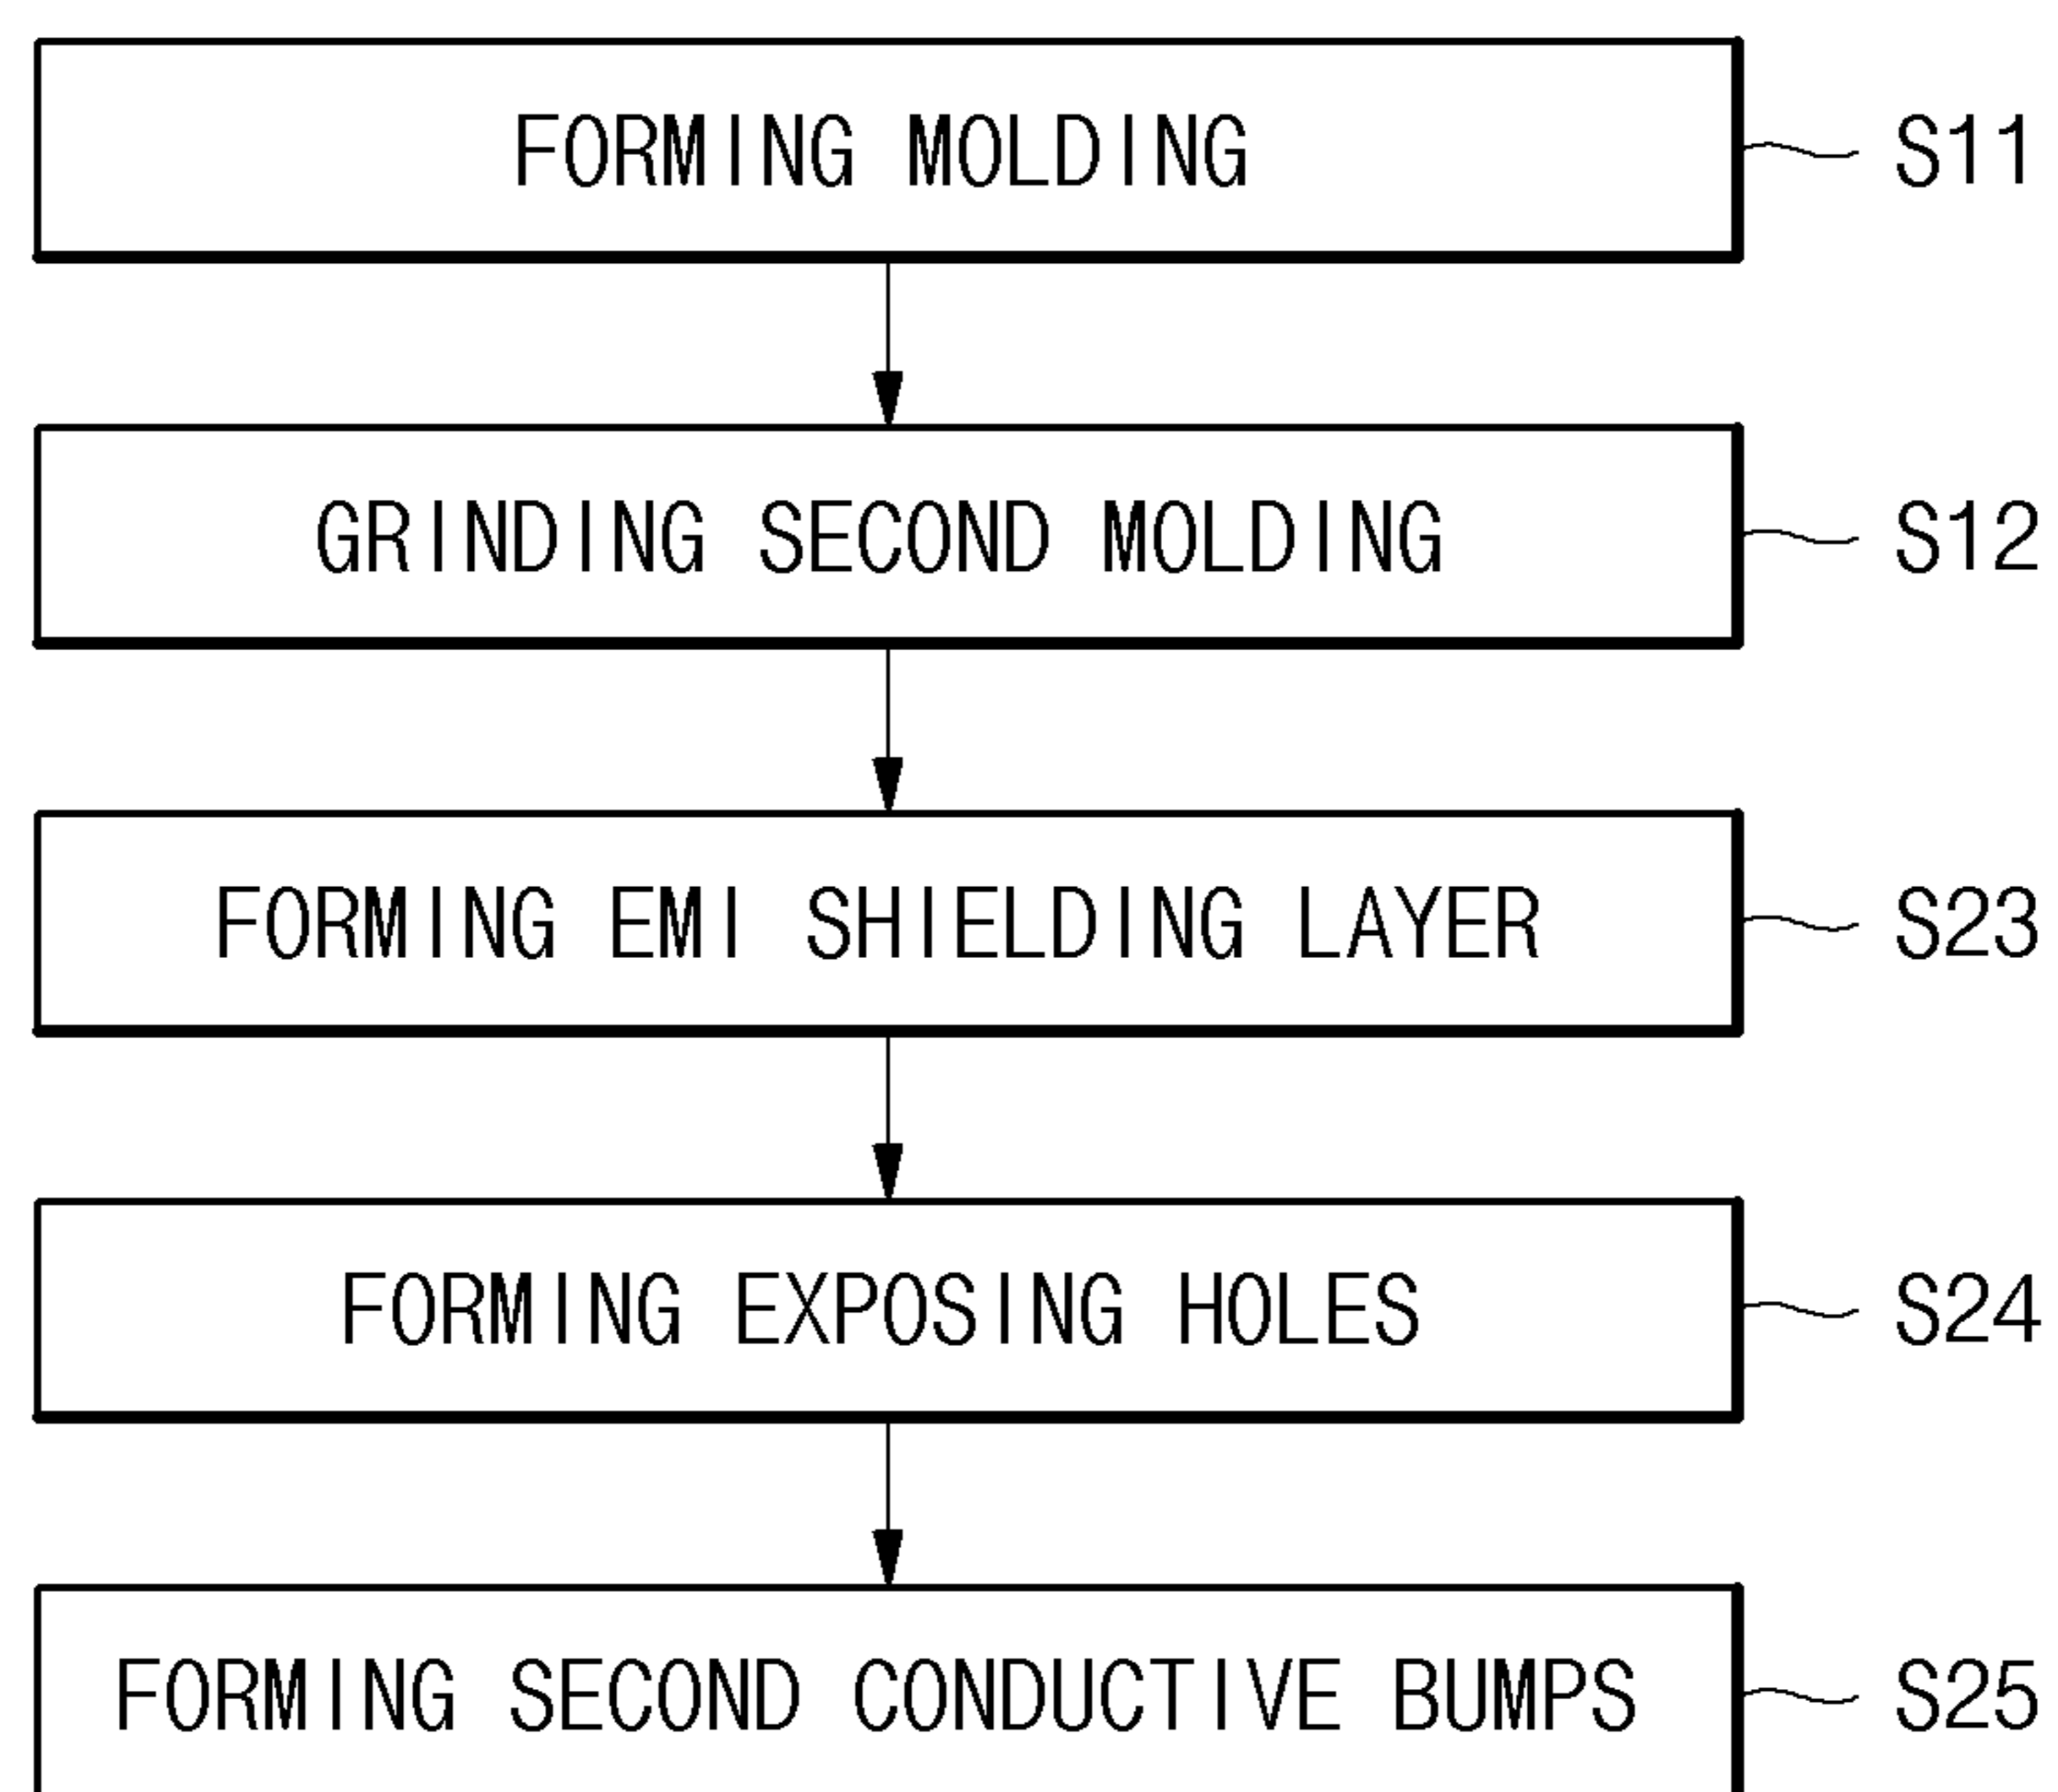 FORMING MOLDING S11
GRINDING SECOND MOLDING S12
FORMING EMI SHIELDING LAYER S23
FORMING EXPOSING HOLES S24
FORMING SECOND CONDUCTIVE BUMPS S25